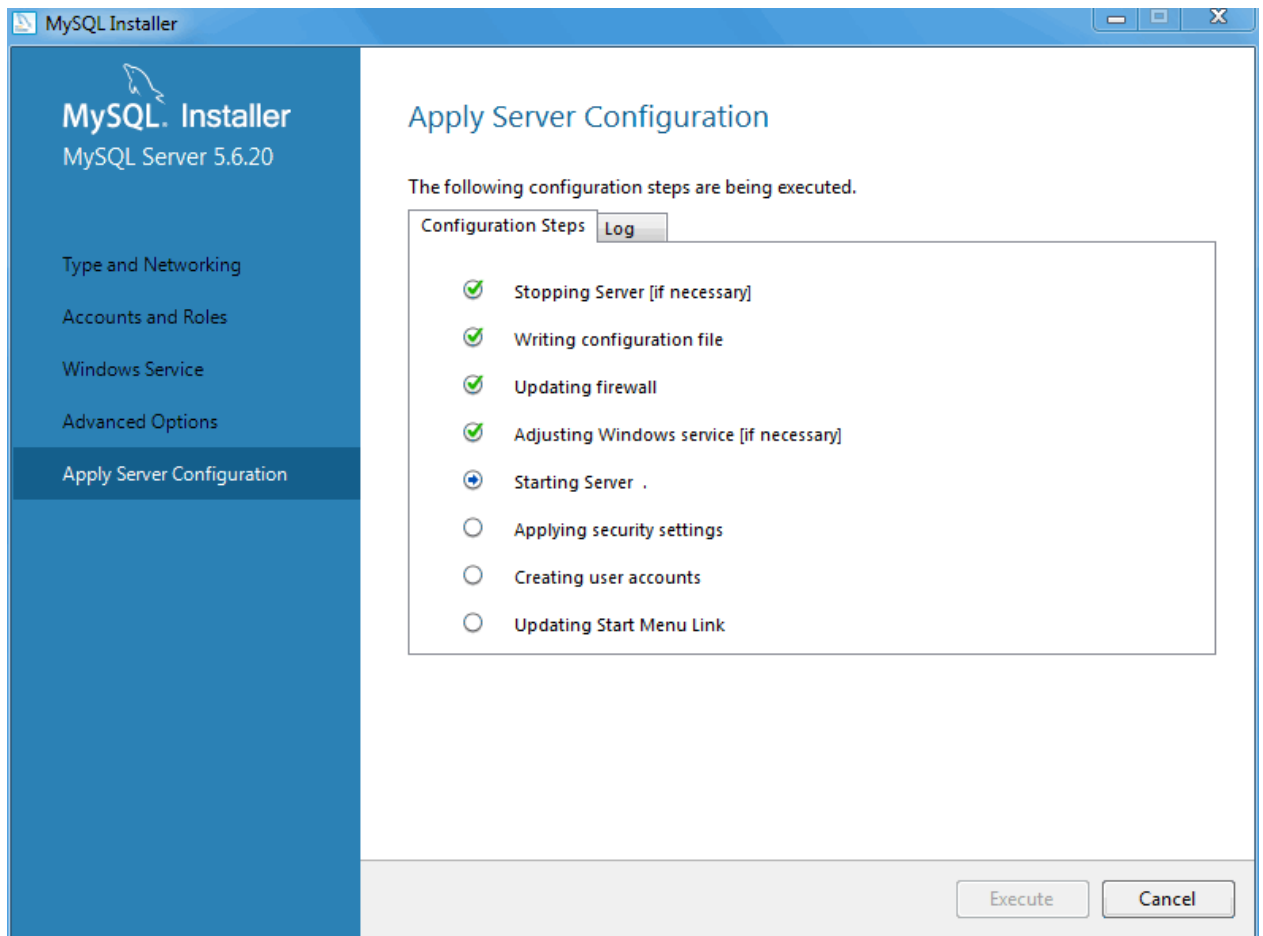 MySQL Installer
MySQL. Installer
MySQL Server 5.6.20
Type and Networking
Accounts and Roles
Windows Service
Advanced Options
Apply Server Configuration
Apply Server Configuration
The following configuration steps are being executed.
Configuration Steps Log
Stopping Server [if necessary]
Writing configuration file
Updating firewall
Adjusting Windows service [if necessary]
Starting Server .
Applying security settings
Creating user accounts
Updating Start Menu Link
Execute Cancel